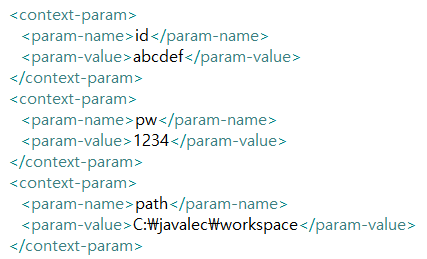 <context-param>
<param-name>id</param-name>
<param-value>abcdef</param-value>
</context-param>
<context-param>
<param-name>pw</param-name>
<param-value>1234</param-value>
</context-param>
<context-param>
<param-name>path</param-name>
<param-value>C:₩javalec₩workspace</param-value>
</context-param>